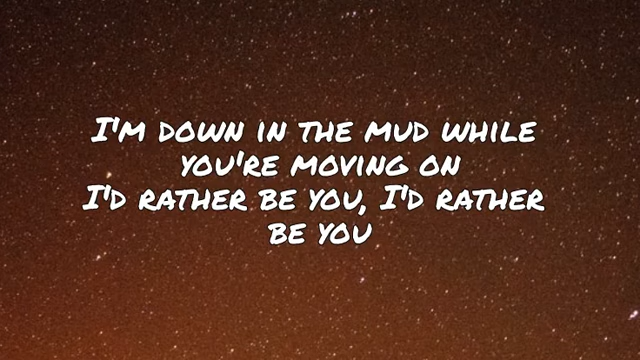 I'm down in the mud while
you're moving on
I'd rather be you, I'd rather
be you